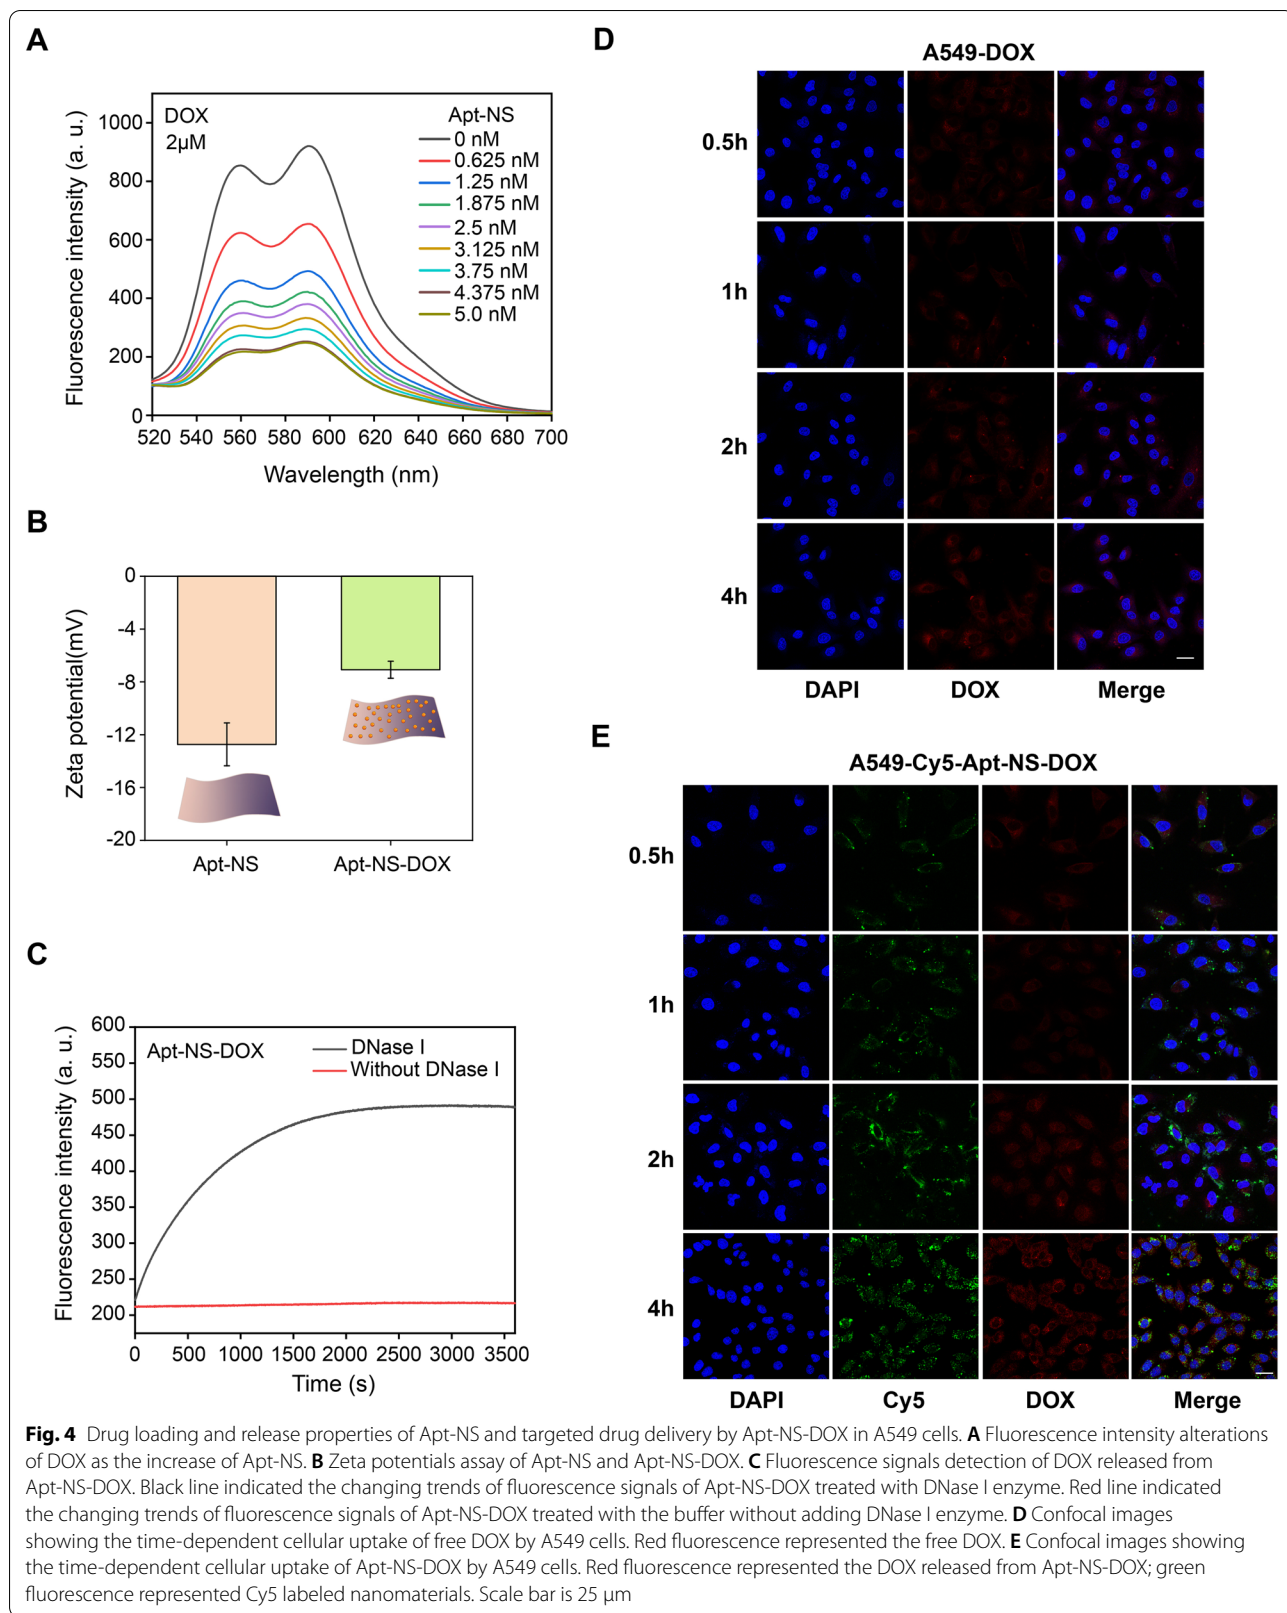 A
Fluorescence intensity (a. u.)
1000
800
600
400
200
0
DOX
2μM
Apt-NS
0 nM
0.625 nM
1.25 nM
1.875 nM
2.5 nM
3.125 nM
3.75 nM
4.375 nM
5.0 nM
520 540 560 580 600 620 640 660 680 700
Wavelength (nm)
B
Zeta potential(mV)
0
-4
-8
-12
-16
-20
Apt-NS Apt-NS-DOX
C
Fluorescence intensity (a. u.)
600
550
500
450
400
350
300
250
200
Apt-NS-DOX
DNase I
Without DNase I
0 500 1000 1500 2000 2500 3000 3500
Time (s)
D
A549-DOX
0.5h
1h
2h
4h
DAPI DOX Merge
E
A549-Cy5-Apt-NS-DOX
0.5h
1h
2h
4h
DAPI Cy5 DOX Merge
Fig. 4 Drug loading and release properties of Apt-NS and targeted drug delivery by Apt-NS-DOX in A549 cells. A Fluorescence intensity alterations
of DOX as the increase of Apt-NS. B Zeta potentials assay of Apt-NS and Apt-NS-DOX. C Fluorescence signals detection of DOX released from
Apt-NS-DOX. Black line indicated the changing trends of fluorescence signals of Apt-NS-DOX treated with DNase I enzyme. Red line indicated
the changing trends of fluorescence signals of Apt-NS-DOX treated with the buffer without adding DNase I enzyme. D Confocal images
showing the time-dependent cellular uptake of free DOX by A549 cells. Red fluorescence represented the free DOX. E Confocal images showing
the time-dependent cellular uptake of Apt-NS-DOX by A549 cells. Red fluorescence represented the DOX released from Apt-NS-DOX; green
fluorescence represented Cy5 labeled nanomaterials. Scale bar is 25 μm